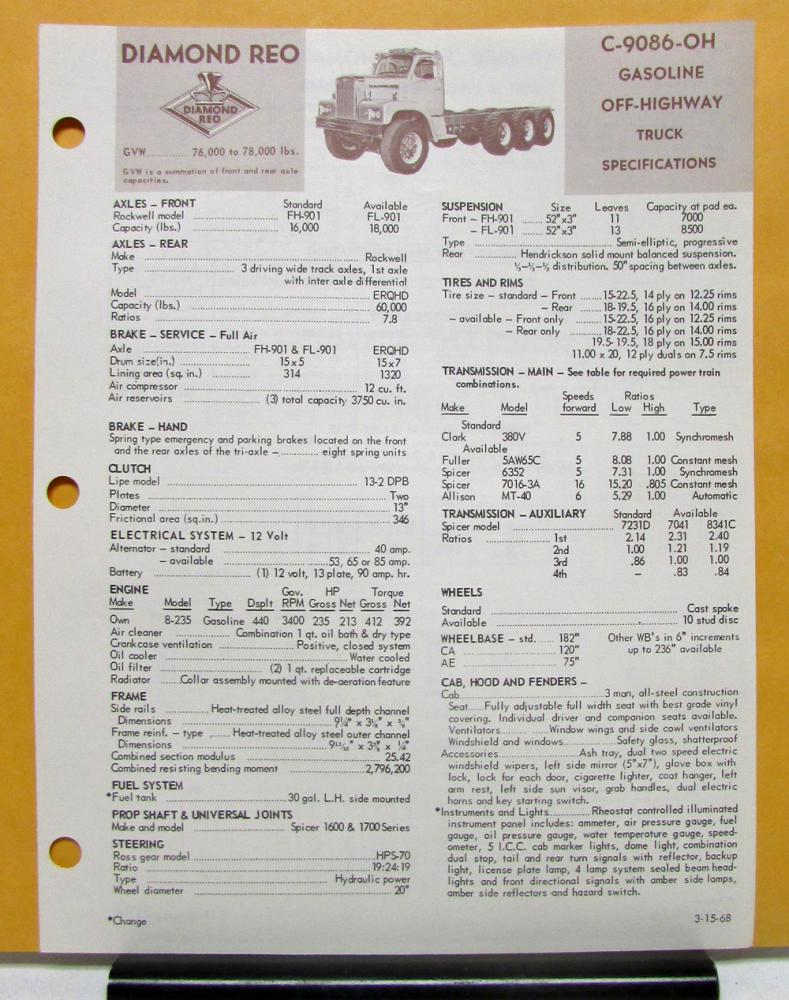 DIAMOND REO
DIAMOND
REO
GVW 76,000 to 78,000 lbs.
GVW is a summation of front and rear axle
capacities.
C-9086-OH
GASOLINE
OFF-HIGHWAY
TRUCK
SPECIFICATIONS
AXLES – FRONT Standard Available
Rockwell model FH-901 FL-901
Capacity (lbs.) 16,000 18,000
AXLES – REAR
Make Rockwell
Type 3 driving wide track axles, 1st axle
with inter axle differential
Model ERQHD
Capacity (lbs.) 60,000
Ratios 7.8
BRAKE – SERVICE – Full Air
Axle FH-901 & FL-901 ERQHD
Drum size(in.) 15x5 15x7
Lining area (sq. in.) 314 1320
Air compressor 12 cu. ft.
Air reservoirs (3) total capacity 3750 cu. in.
BRAKE – HAND
Spring type emergency and parking brakes located on the front
and the rear axles of the tri-axle – eight spring units
CLUTCH
Lipe model 13-2 DPB
Plates Two
Diameter 13"
Frictional area (sq.in.) 346
ELECTRICAL SYSTEM – 12 Volt
Alternator – standard 40 amp.
– available 53, 65 or 85 amp.
Battery (1) 12 volt, 13 plate, 90 amp. hr.
ENGINE Gov. HP Torque
Make Model Type Dsplt RPM Gross Net Gross Net
Own 8-235 Gasoline 440 3400 235 213 412 392
Air cleaner Combination 1 qt. oil bath & dry type
Crankcase ventilation Positive, closed system
Oil cooler Water cooled
Oil filter (2) 1 qt. replaceable cartridge
Radiator Collar assembly mounted with de-aeration feature
FRAME
Side rails Heat-treated alloy steel full depth channel
Dimensions
Frame reinf. – type Heat-treated alloy steel outer channel
Dimensions
Combined section modulus 25.42
Combined resisting bending moment 2,796,200
FUEL SYSTEM
*Fuel tank 30 gal. L.H. side mounted
PROP SHAFT & UNIVERSAL JOINTS
Make and model Spicer 1600 & 1700 Series
STEERING
Ross gear model HPS-70
Ratio 19:24:19
Type Hydraulic power
Wheel diameter 20"
*Change
SUSPENSION Size Leaves Capacity at pad ea.
Front – FH-901 52"x3" 11 7000
– FL-901 52"x3" 13 8500
Type Semi-elliptic, progressive
Rear Hendrickson solid mount balanced suspension.
⅓-⅓-⅓ distribution. 50" spacing between axles.
TIRES AND RIMS
Tire size – standard – Front 15-22.5, 14 ply on 12.25 rims
– Rear 18-19.5, 16 ply on 14.00 rims
– available – Front only 15-22.5, 16 ply on 12.25 rims
– Rear only 18-22.5, 16 ply on 14.00 rims
19.5-19.5, 18 ply on 15.00 rims
11.00 x 20, 12 ply duals on 7.5 rims
TRANSMISSION – MAIN – See table for required power train
combinations.
Speeds Ratios
Make Model forward Low High Type
Standard
Clark 380V 5 7.88 1.00 Synchromesh
Available
Fuller 5AW65C 5 8.08 1.00 Constant mesh
Spicer 6352 5 7.31 1.00 Synchromesh
Spicer 7016-3A 16 15.20 .805 Constant mesh
Allison MT-40 6 5.29 1.00 Automatic
TRANSMISSION – AUXILIARY Standard Available
Spicer model 7231D 7041 8341C
Ratios 1st 2.14 2.31 2.40
2nd 1.00 1.21 1.19
3rd .86 1.00 1.00
4th – .83 .84
WHEELS
Standard Cast spoke
Available 10 stud disc
WHEELBASE – std. 182" Other WB's in 6" increments
CA 120" up to 236" available
AE 75"
CAB, HOOD AND FENDERS –
Cab 3 man, all-steel construction
Seat Fully adjustable full width seat with best grade vinyl
covering. Individual driver and companion seats available.
Ventilators Window wings and side cowl ventilators
Windshield and windows Safety glass, shatterproof
Accessories Ash tray, dual two speed electric
windshield wipers, left side mirror (5"x7"), glove box with
lock, lock for each door, cigarette lighter, coat hanger, left
arm rest, left side sun visor, grab handles, dual electric
horns and key starting switch.
*Instruments and Lights Rheostat controlled illuminated
instrument panel includes: ammeter, air pressure gauge, fuel
gauge, oil pressure gauge, water temperature gauge, speed-
ometer, 5 I.C.C. cab marker lights, dome light, combination
dual stop, tail and rear turn signals with reflector, backup
light, license plate lamp, 4 lamp system sealed beam head-
lights and front directional signals with amber side lamps,
amber side reflectors and hazard switch.
3-15-68